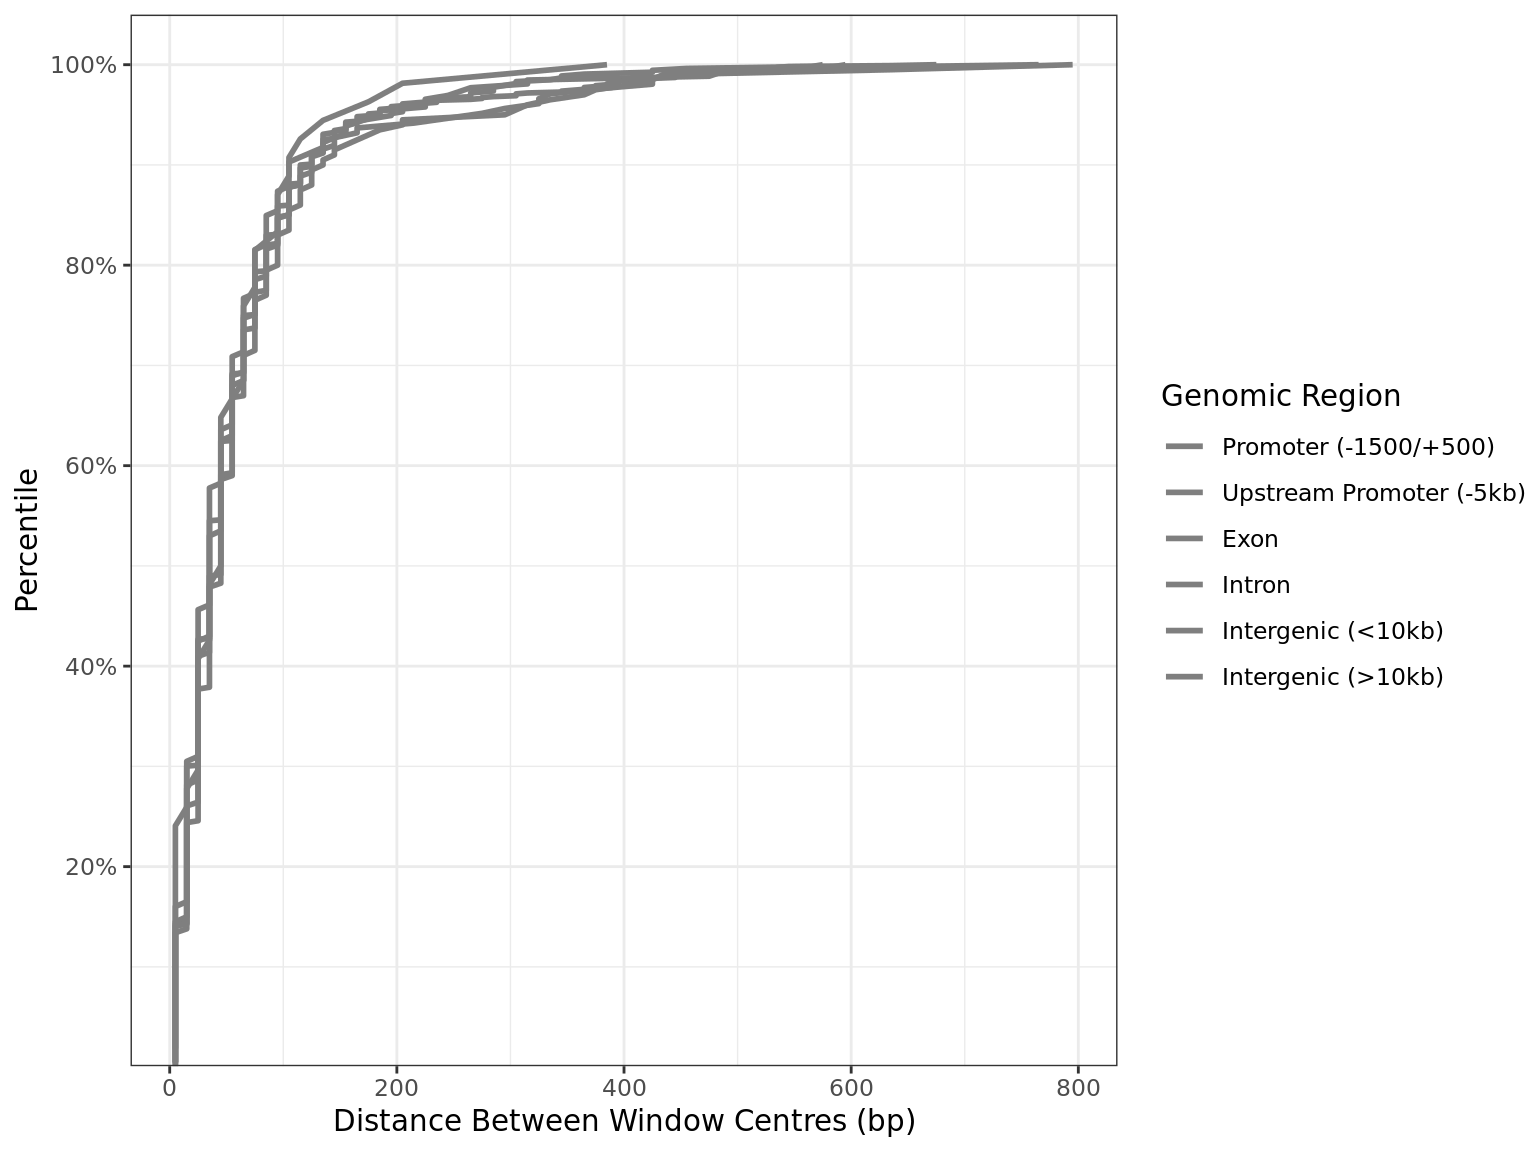 100%
80%
60%
40%
20%
Percentile
0 200 400 600 800
Distance Between Window Centres (bp)
Genomic Region
Promoter (-1500/+500)
Upstream Promoter (-5kb)
Exon
Intron
Intergenic (<10kb)
Intergenic (>10kb)